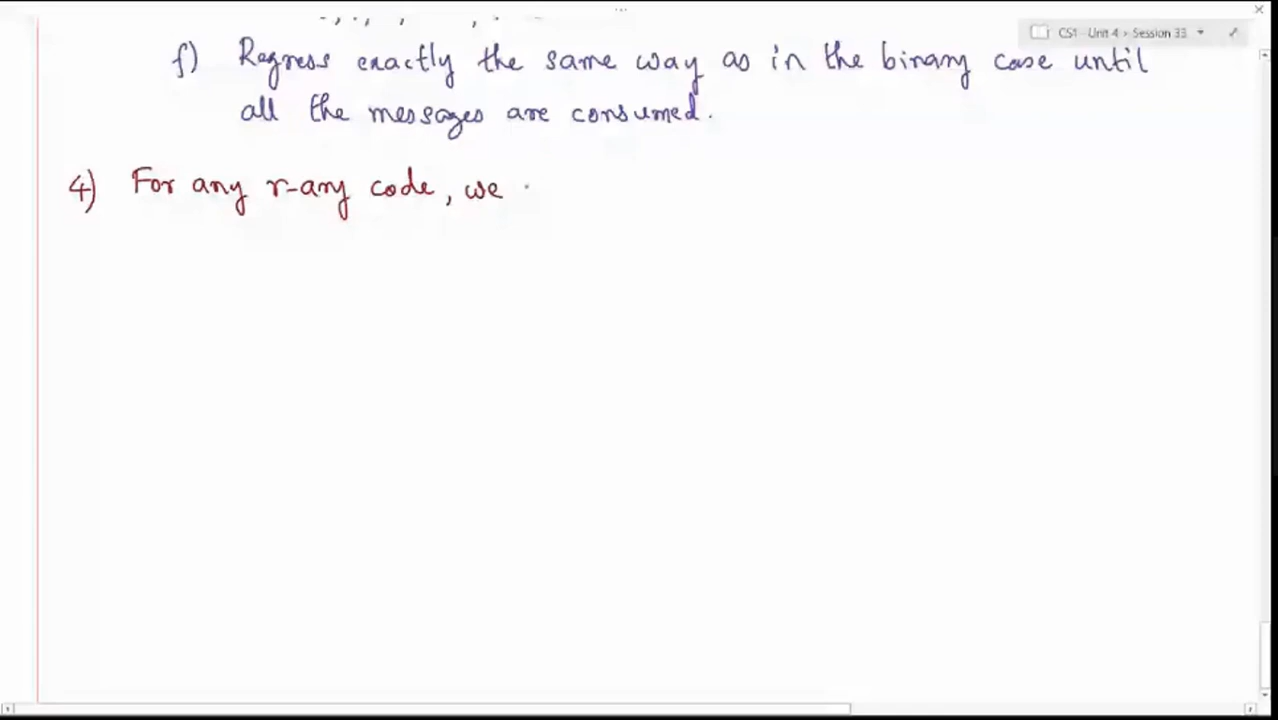 CS1 - Unit 4 > Session 33
f) Regress exactly the same way as in the binary case until
all the messages are consumed.
4) For any r-any code, we